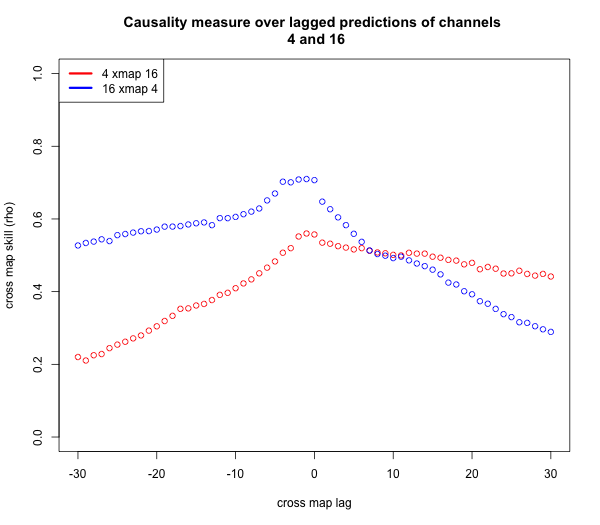 Causality measure over lagged predictions of channels
4 and 16
4 xmap 16
16 xmap 4
cross map skill (rho)
1.0
0.8
0.6
0.4
0.2
0.0
-30 -20 -10 0 10 20 30
cross map lag